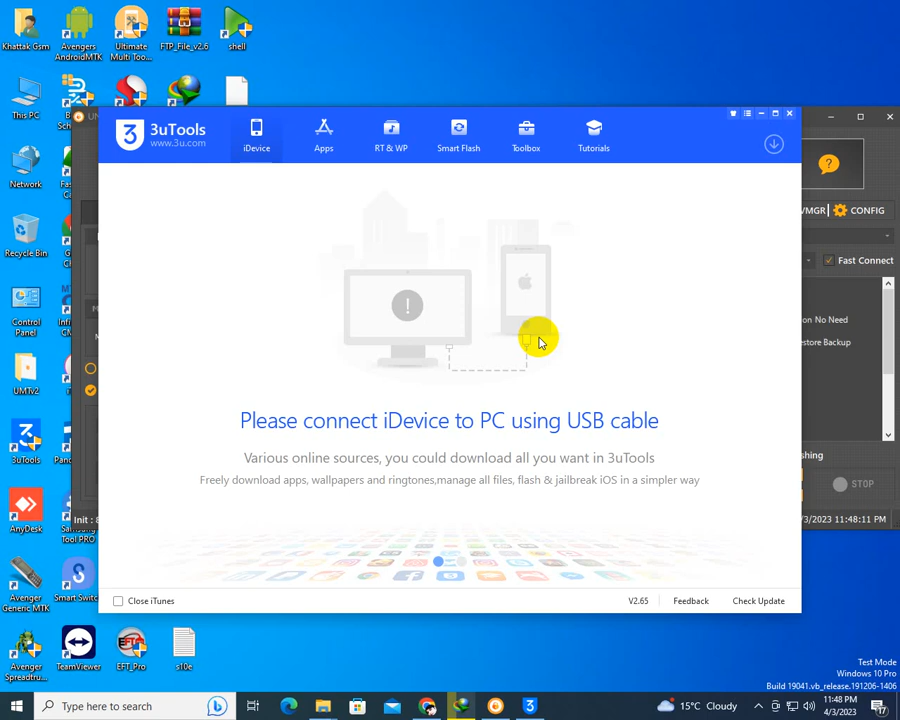 Khattak Gsm
Avengers
AndroidMTK
Ultimate
Multi Too...
FTP_File_v2.6
shell
This PC
Network
Recycle Bin
Control
Panel
UMTv2
3uTools
AnyDesk
Smart Switc
Avenger
Generic MTK
Avenger
Spreadtru...
TeamViewer
EFT_Pro
s10e
3uTools
www.3u.com
iDevice
Apps
RT & WP
Smart Flash
Toolbox
Tutorials
Please connect iDevice to PC using USB cable
Various online sources, you could download all you want in 3uTools
Freely download apps, wallpapers and ringtones,manage all files, flash & jailbreak iOS in a simpler way
Close iTunes
V2.65
Feedback
Check Update
VMGR
CONFIG
Fast Connect
on No Need
estore Backup
shing
STOP
/3/2023 11:48:11 PM
Init : 8
Test Mode
Windows 10 Pro
Build 19041.vb_release.191206-1406
Type here to search
15°C Cloudy
11:48 PM
4/3/2023
17